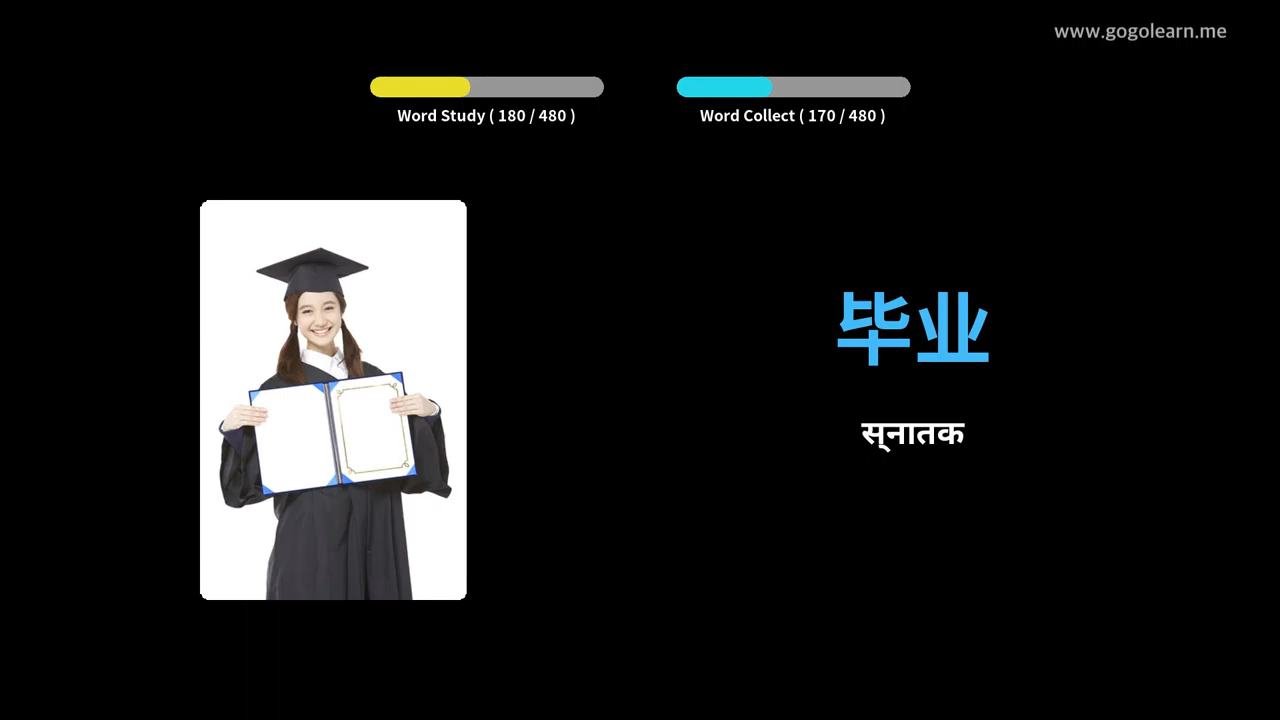 www.gogolearn.me
Word Study ( 180 / 480 )
Word Collect ( 170 / 480 )
毕业
स्‌नातक